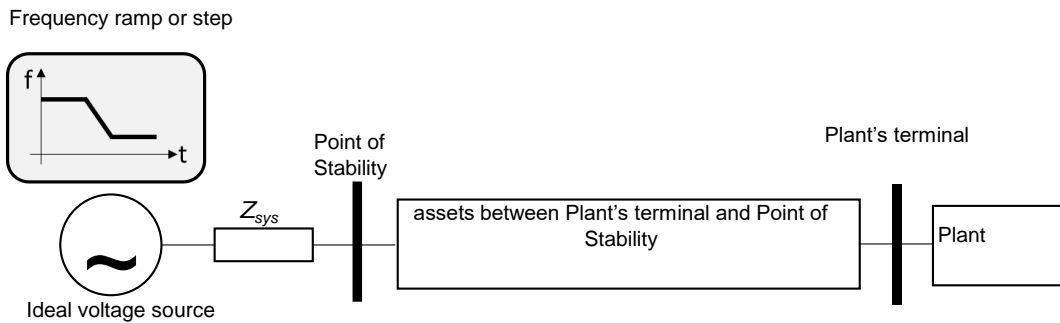 Frequency ramp or step
f
t
Point of
Stability
Plant's terminal
Zsys
assets between Plant's terminal and Point of
Stability
Plant
Ideal voltage source